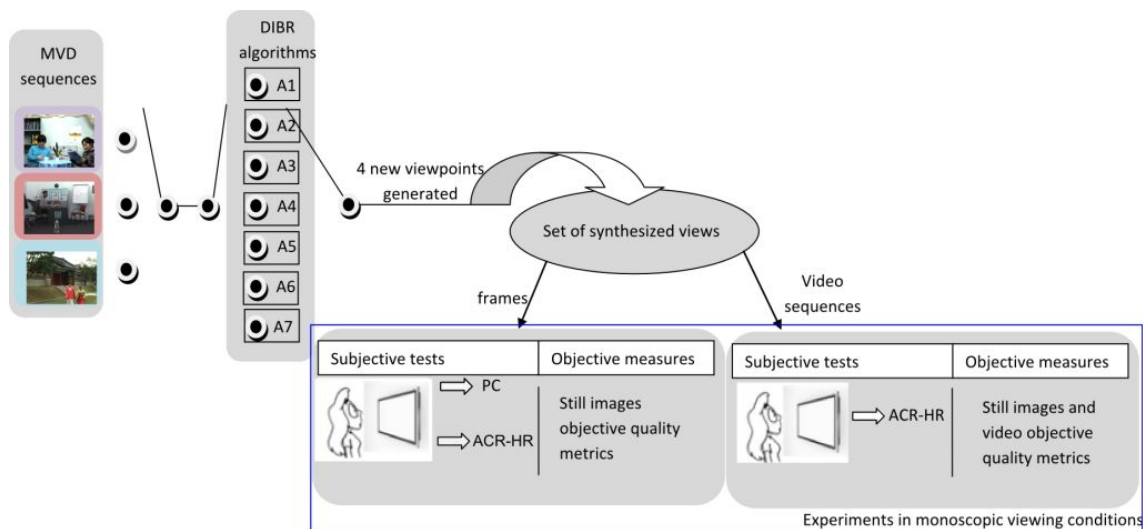 MVD
sequences
DIBR
algorithms
A1
A2
A3
A4
A5
A6
A7
4 new viewpoints
generated
Set of synthesized views
frames
Video
sequences
Subjective tests
Objective measures
PC
ACR-HR
Still images
objective quality
metrics
Subjective tests
Objective measures
ACR-HR
Still images and
video objective
quality metrics
Experiments in monoscopic viewing conditions